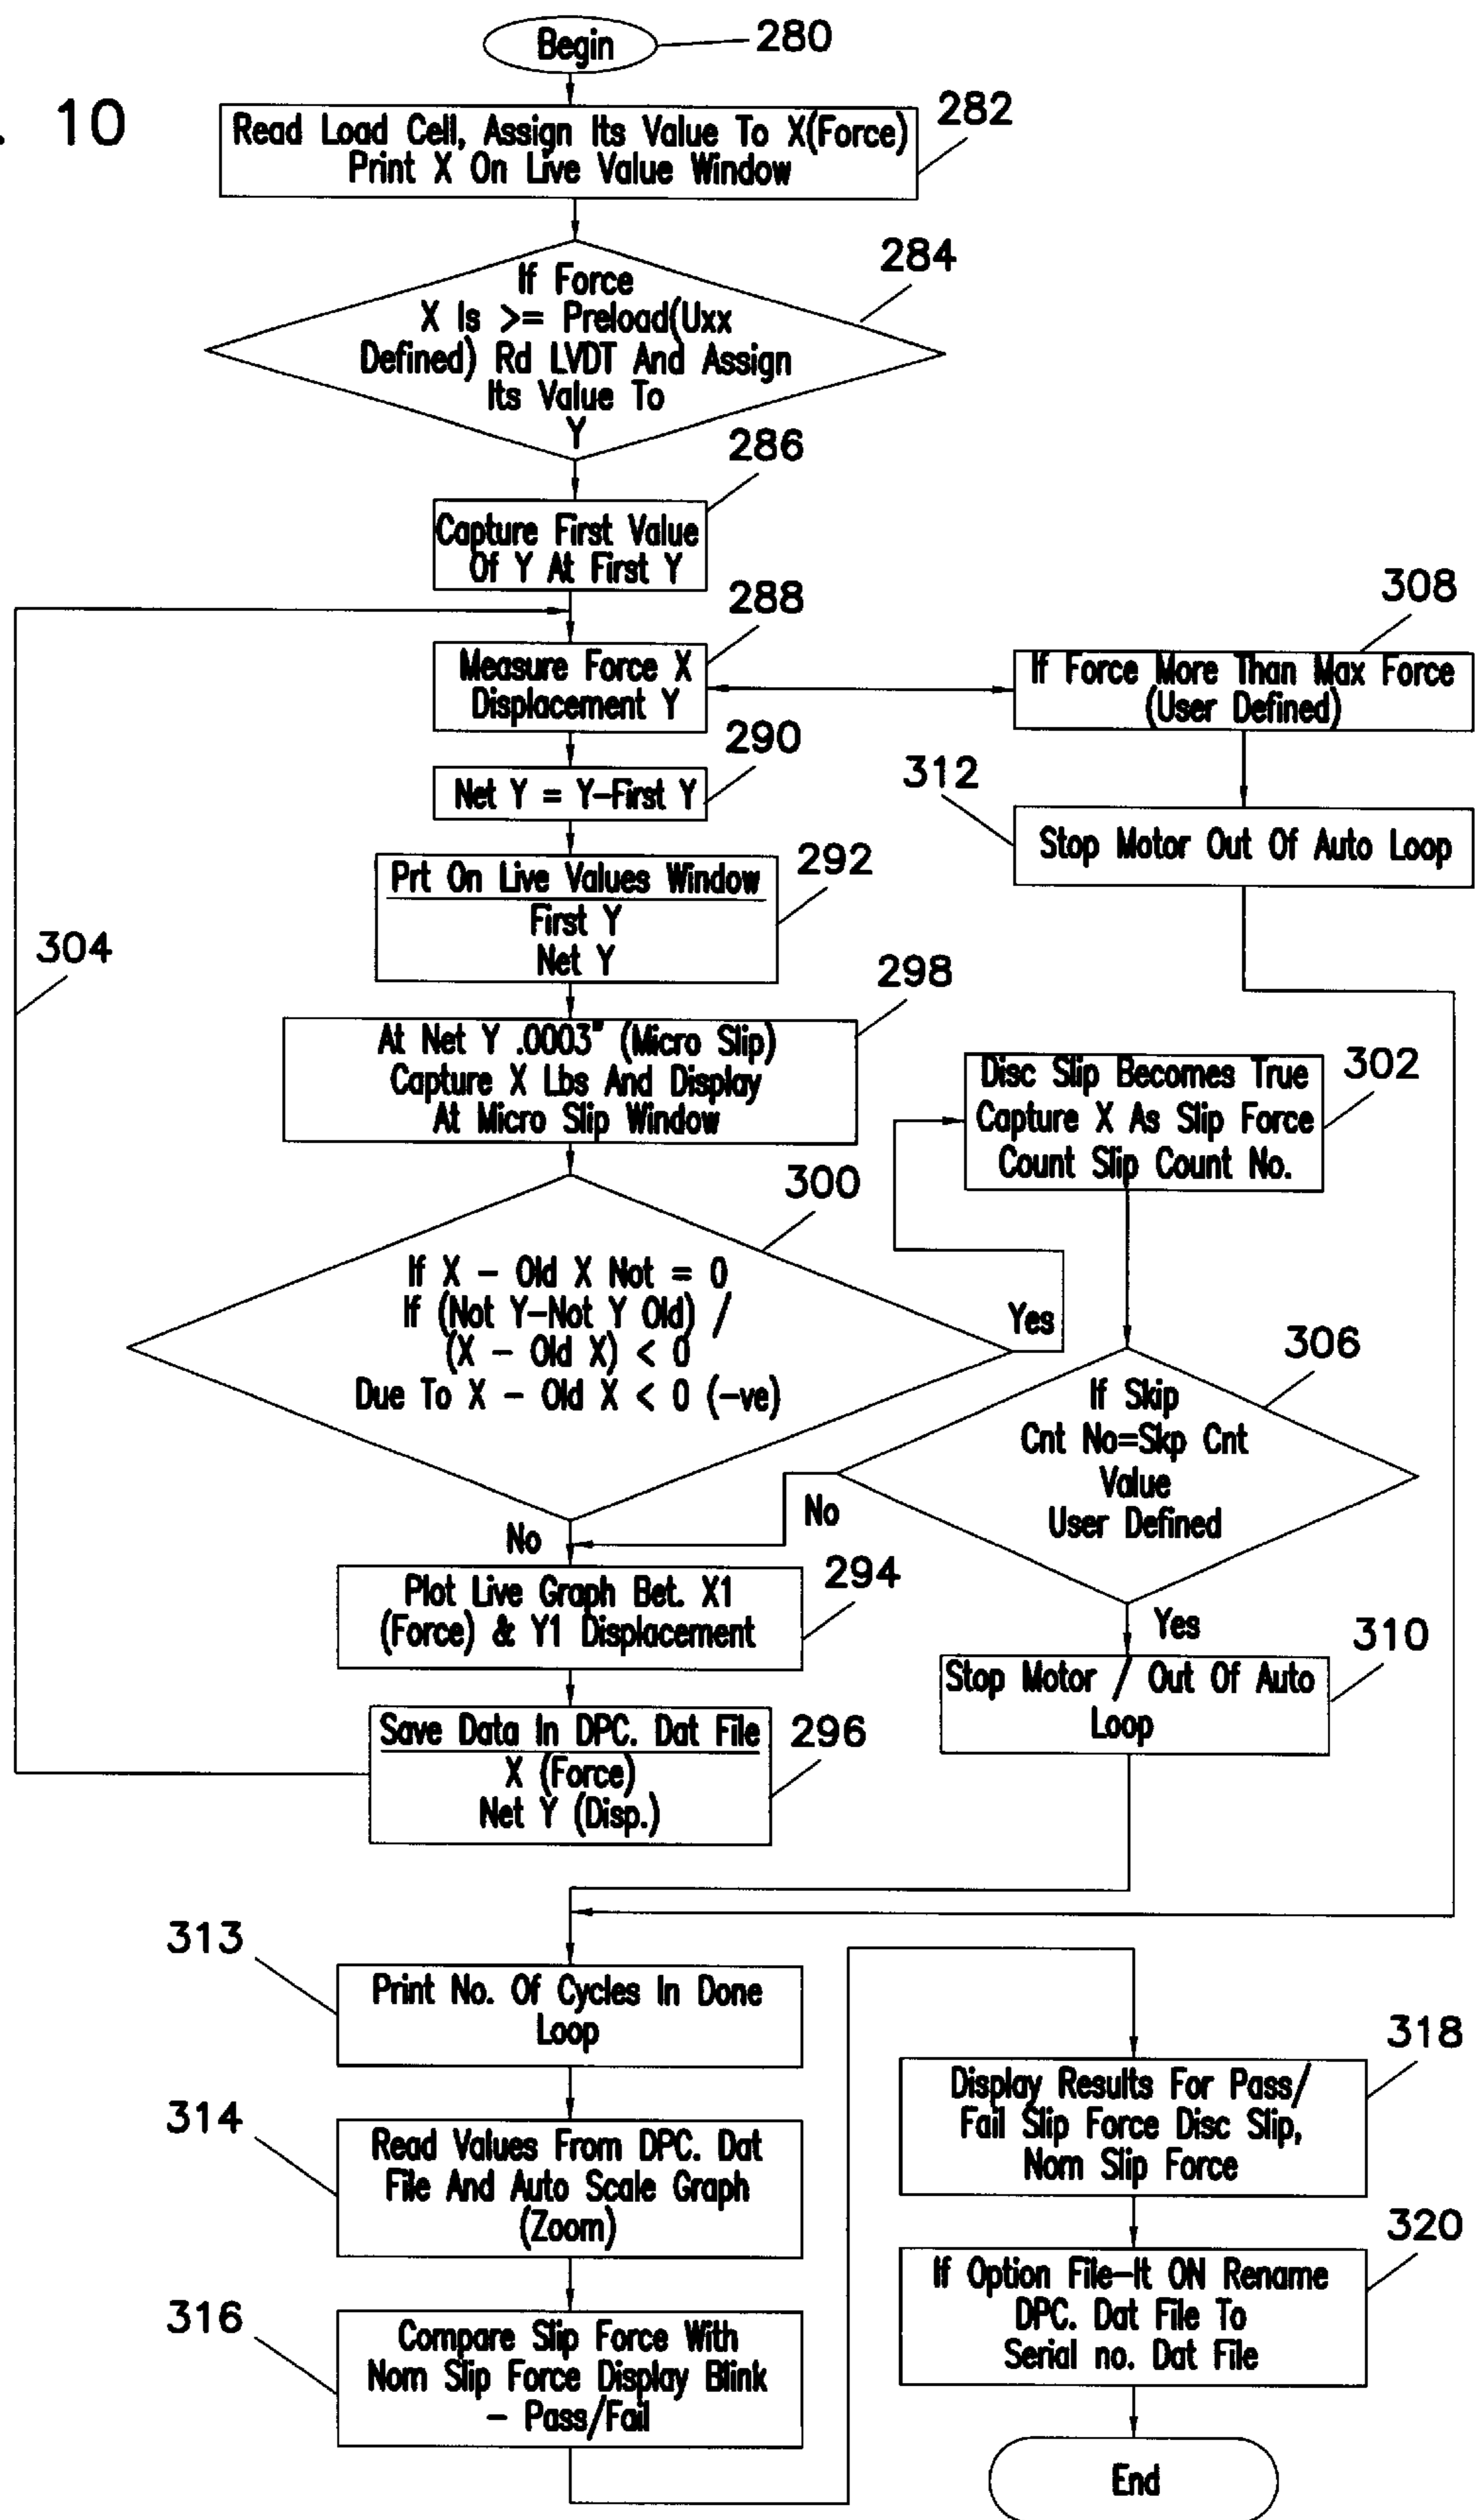 . 10
Begin
280
Read Load Cell, Assign Its Value To X(Force)
Print X On Live Value Window
282
If Force
X Is >= Preload(Uxx
Defined) Rd LVDT And Assign
Its Value To
Y
284
Capture First Value
Of Y At First Y
286
Measure Force X
Displacement Y
288
If Force More Than Max Force
(User Defined)
308
Net Y = Y-First Y
290
Stop Motor Out Of Auto Loop
312
Prt On Live Values Window
First Y
Net Y
292
304
At Net Y .0003" (Micro Slip)
Capture X Lbs And Display
At Micro Slip Window
298
Disc Slip Becomes True
Capture X As Slip Force
Count Slip Count No.
302
If X - Old X Not = 0
If (Not Y-Not Y Old) /
(X - Old X) < 0
Due To X - Old X < 0 (-ve)
300
Yes
If Skip
Cnt No=Skp Cnt
Value
User Defined
306
No
No
Plot Live Graph Bet. X1
(Force) & Y1 Displacement
294
Yes
Stop Motor / Out Of Auto
Loop
310
Save Data In DPC. Dat File
X (Force)
Net Y (Disp.)
296
Print No. Of Cycles In Done
Loop
313
Read Values From DPC. Dat
File And Auto Scale Graph
(Zoom)
314
Compare Slip Force With
Nom Slip Force Display Blink
- Pass/Fail
316
Display Results For Pass/
Fail Slip Force Disc Slip,
Nom Slip Force
318
If Option File-It ON Rename
DPC. Dat File To
Serial no. Dat File
320
End